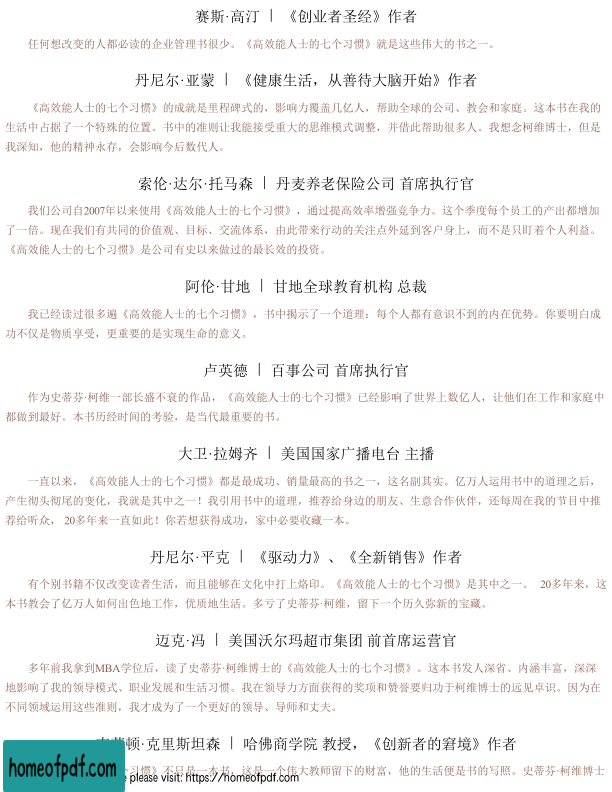 赛斯·高汀 ｜ 《创业者圣经》作者
任何想改变的人都必读的企业管理书很少。《高效能人士的七个习惯》就是这些伟大的书之一。
丹尼尔·亚蒙 ｜ 《健康生活，从善待大脑开始》作者
《高效能人士的七个习惯》的成就是里程碑式的，影响力覆盖几亿人，帮助全球的公司、教会和家庭。这本书在我的
生活中占据了一个特殊的位置。书中的准则让我能接受重大的思维模式调整，并借此帮助很多人。我想念柯维博士，但是
我深知，他的精神永存，会影响今后数代人。
索伦·达尔·托马森 ｜ 丹麦养老保险公司 首席执行官
我们公司自2007年以来使用《高效能人士的七个习惯》，通过提高效率增强竞争力。这个季度每个员工的产出都增加
了一倍。现在我们有共同的价值观、目标、交流体系，由此带来行动的关注点外延到客户身上，而不是只盯着个人利益。
《高效能人士的七个习惯》是公司有史以来做过的最长效的投资。
阿伦·甘地 ｜ 甘地全球教育机构 总裁
我已经读过很多遍《高效能人士的七个习惯》，书中揭示了一个道理：每个人都有意识不到的内在优势。你要明白成
功不仅是物质享受，更重要的是实现生命的意义。
卢英德 ｜ 百事公司 首席执行官
作为史蒂芬·柯维一部长盛不衰的作品，《高效能人士的七个习惯》已经影响了世界上数亿人，让他们在工作和家庭中
都做到最好。本书历经时间的考验，是当代最重要的书。
大卫·拉姆齐 ｜ 美国国家广播电台 主播
一直以来，《高效能人士的七个习惯》都是最成功、销量最高的书之一，这名副其实。亿万人运用书中的道理之后，
产生彻头彻尾的变化，我就是其中之一！我引用书中的道理，推荐给身边的朋友、生意合作伙伴，还每周在我的节目中推
荐给听众， 20多年来一直如此！你若想获得成功，家中必要收藏一本。
丹尼尔·平克 ｜ 《驱动力》、《全新销售》作者
有个别书籍不仅改变读者生活，而且能够在文化中打上烙印。《高效能人士的七个习惯》是其中之一。 20多年来，这
本书教会了亿万人如何出色地工作，优质地生活。多亏了史蒂芬·柯维，留下一个历久弥新的宝藏。
迈克·冯 ｜ 美国沃尔玛超市集团 前首席运营官
多年前我拿到MBA学位后，读了史蒂芬·柯维博士的《高效能人士的七个习惯》。这本书发人深省、内涵丰富，深深
地影响了我的领导模式、职业发展和生活习惯。我在领导力方面获得的奖项和赞誉要归功于柯维博士的远见卓识。因为在
不同领域运用这些准则，我才成为了一个更好的领导、导师和丈夫。
顿·克里斯坦森 ｜ 哈佛商学院 教授，《创新者的窘境》作者
个习惯》不只是一本书，这是一个伟大教师留下的财富，他的生活便是书的写照。史蒂芬·柯维博士
homeofpdf.com
please visit: https://homeofpdf.com